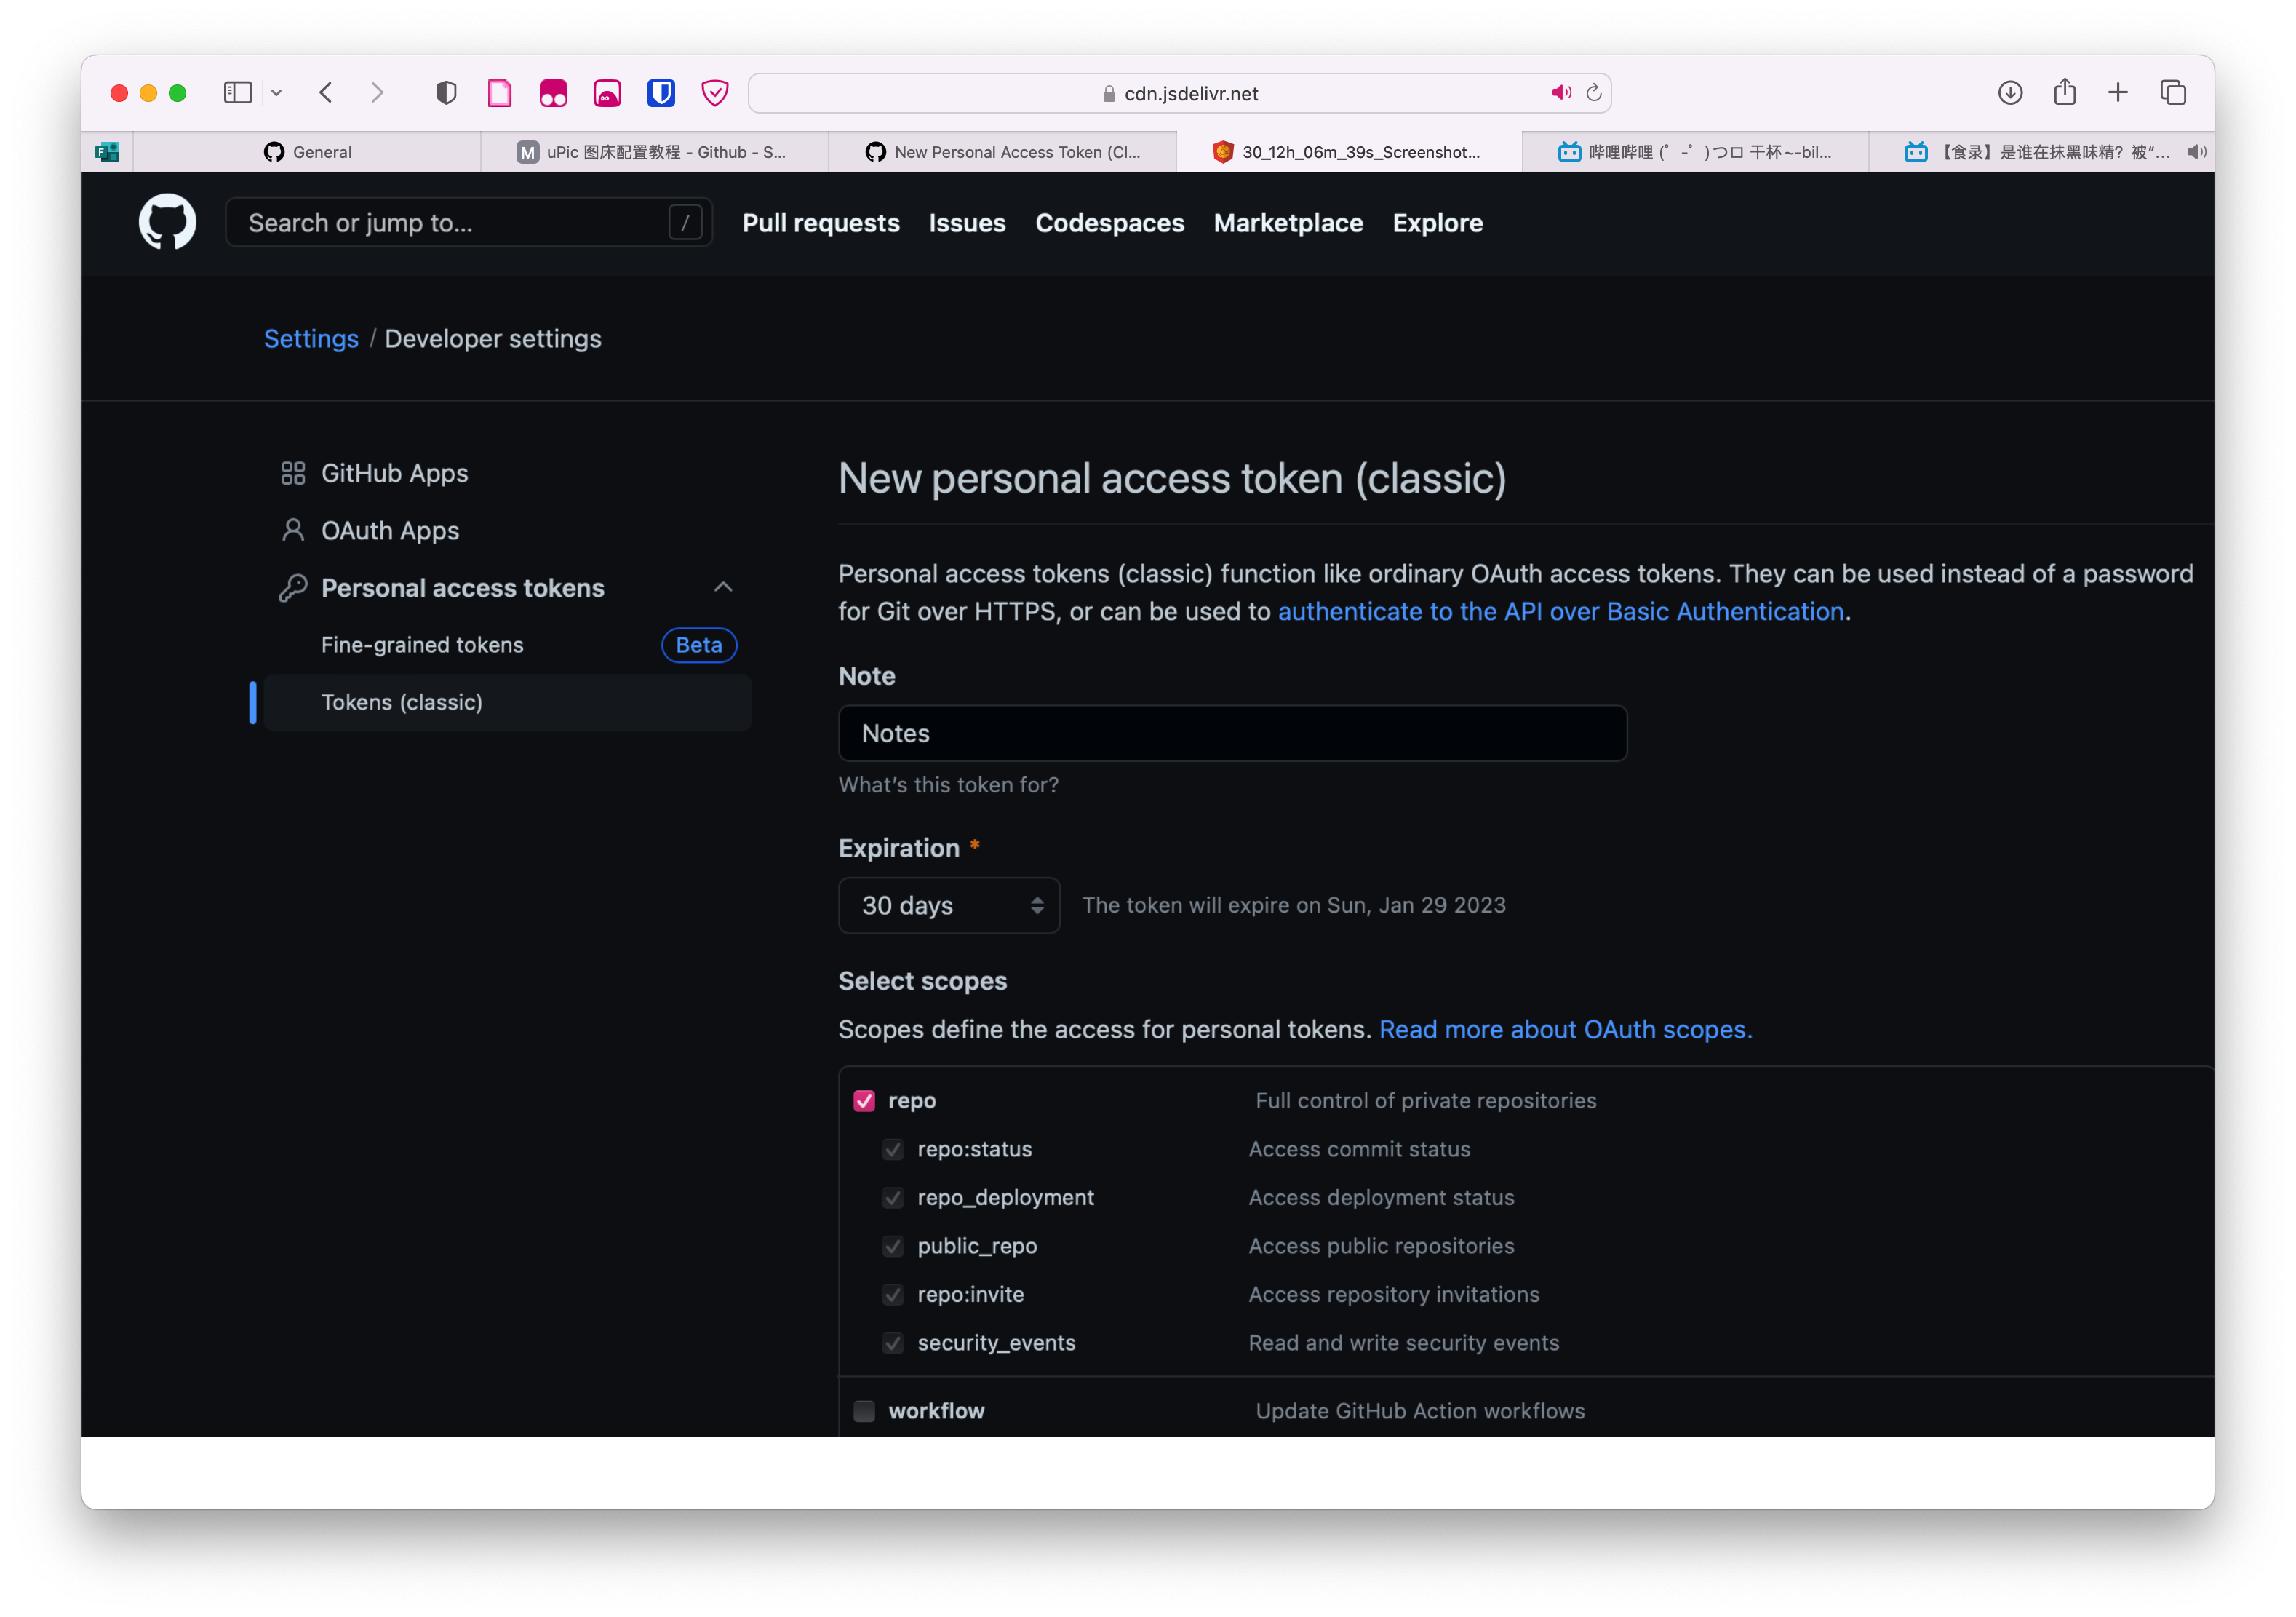 cdn.jsdelivr.net
General
M uPic 图床配置教程 - Github - S...
New Personal Access Token (Cl...
30_12h_06m_39s_Screenshot...
哔哩哔哩 (゜-゜)つロ 干杯~-bil...
【食录】是谁在抹黑味精？被“...
Search or jump to... /
Pull requests Issues Codespaces Marketplace Explore
Settings / Developer settings
GitHub Apps
OAuth Apps
Personal access tokens
Fine-grained tokens Beta
Tokens (classic)
New personal access token (classic)
Personal access tokens (classic) function like ordinary OAuth access tokens. They can be used instead of a password
for Git over HTTPS, or can be used to authenticate to the API over Basic Authentication.
Note
Notes
What's this token for?
Expiration *
30 days The token will expire on Sun, Jan 29 2023
Select scopes
Scopes define the access for personal tokens. Read more about OAuth scopes.
repo Full control of private repositories
repo:status Access commit status
repo_deployment Access deployment status
public_repo Access public repositories
repo:invite Access repository invitations
security_events Read and write security events
workflow Update GitHub Action workflows